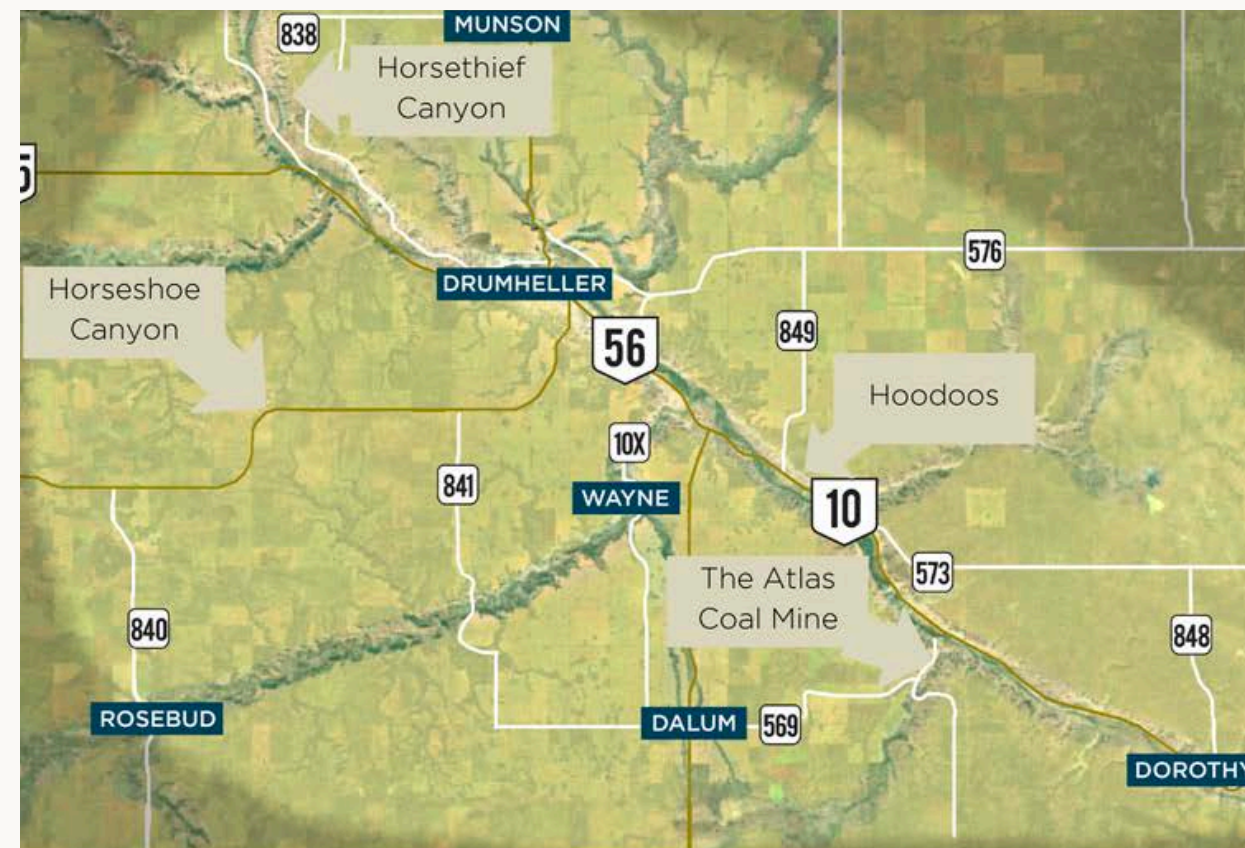 838
MUNSON
Horsethief
Canyon
5
576
Horseshoe
Canyon
DRUMHELLER
56
849
Hoodoos
10X
841
WAYNE
10
The Atlas
Coal Mine
573
840
848
ROSEBUD
DALUM
569
DOROTHY